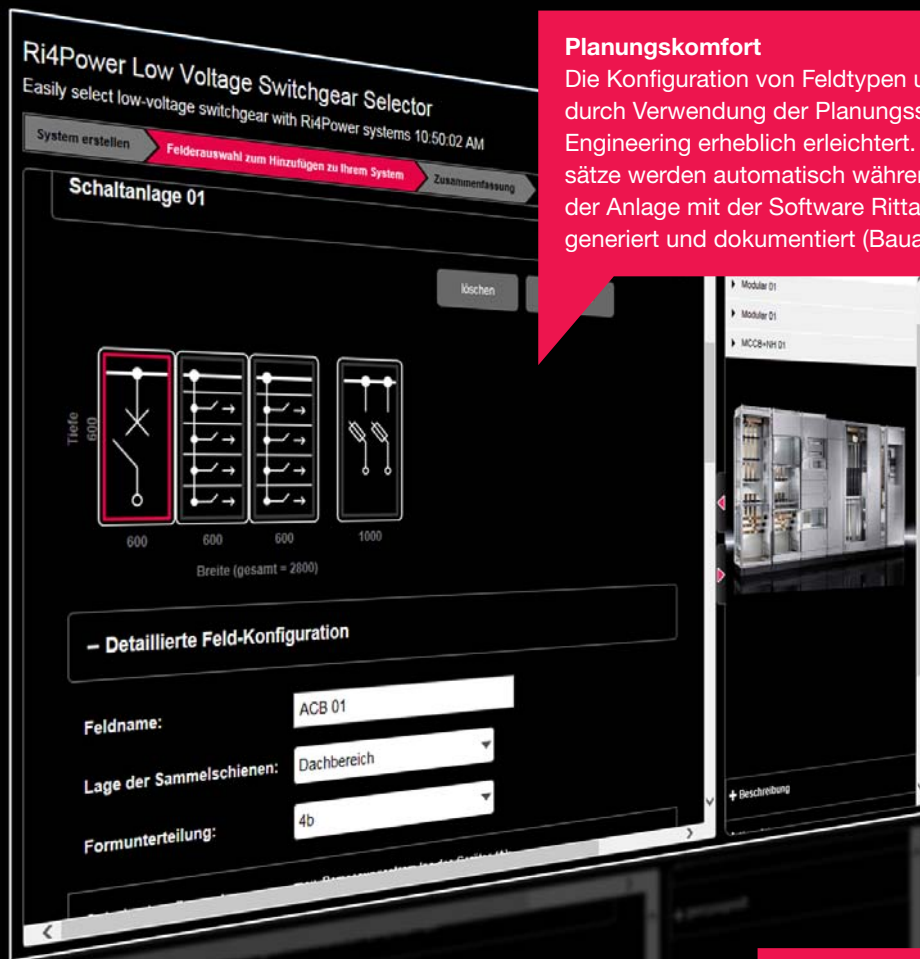 Ri4Power Low Voltage Switchgear Selector
Easily select low-voltage switchgear with Ri4Power systems 10:50:02 AM
System erstellen
Felderauswahl zum Hinzufügen zu Ihrem System
Zusammenfassung
Schaltanlage 01
löschen
Tiefe
600
600
600
600
1000
Breite (gesamt = 2800)
– Detaillierte Feld-Konfiguration
Feldname:
ACB 01
Lage der Sammelschienen:
Dachbereich
Formunterteilung:
4b
Planungskomfort
Die Konfiguration von Feldtypen
durch Verwendung der
Engineering erheblich erleichtert.
sätze werden automatisch
der Anlage mit der Software
generiert und dokumentiert
Modular 01
Modular 01
MCCB+NH 01
+ Beschreibung